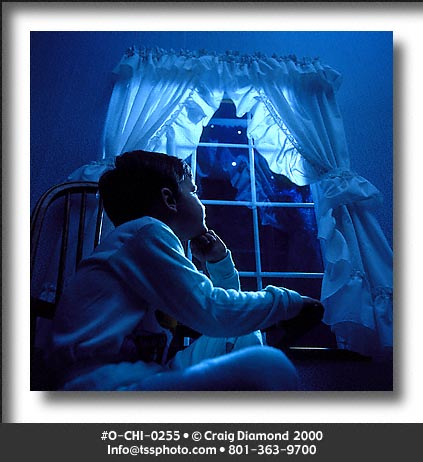 #O-CHI-0255 • © Craig Diamond 2000
Info@tssphoto.com • 801-363-9700